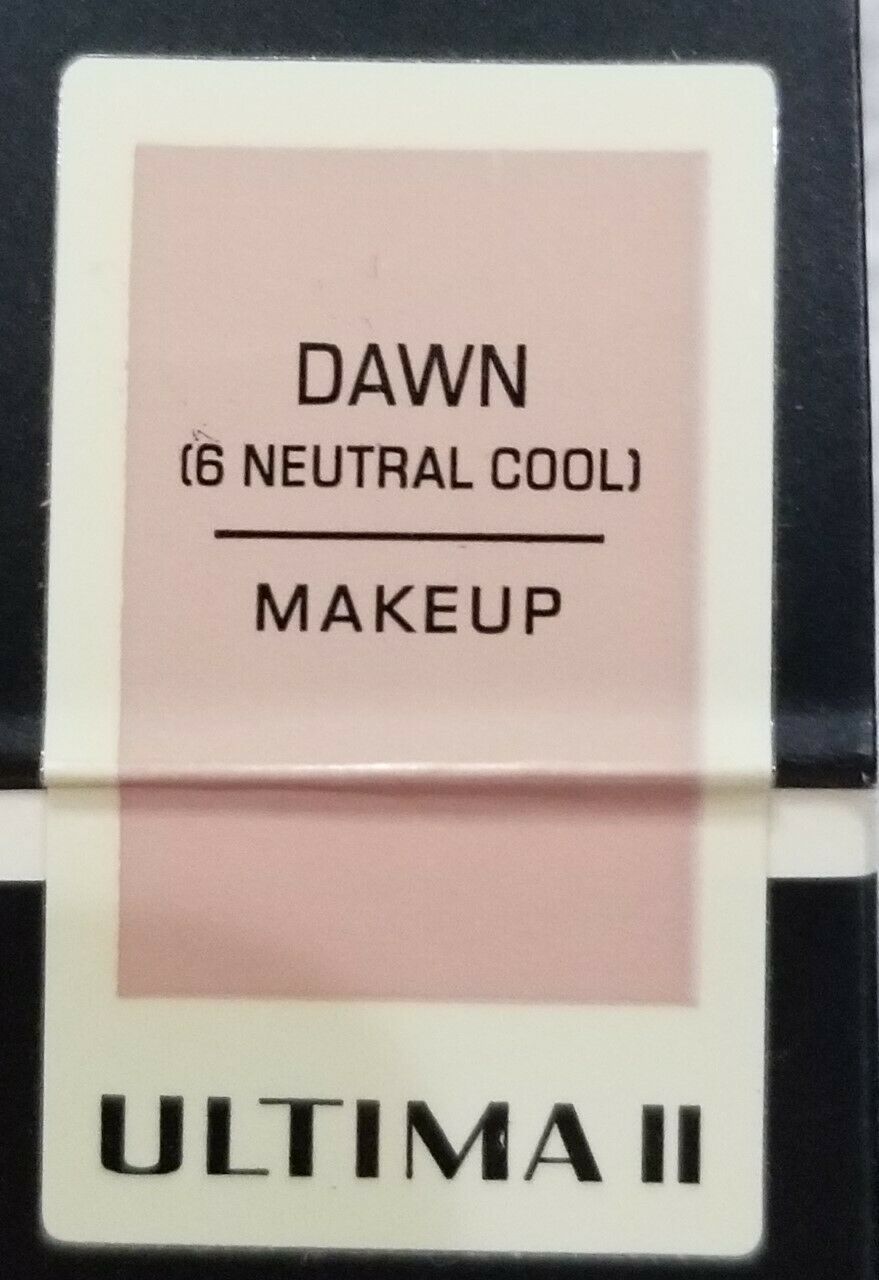 DAWN
(6 NEUTRAL COOL)
MAKEUP
ULTIMA II